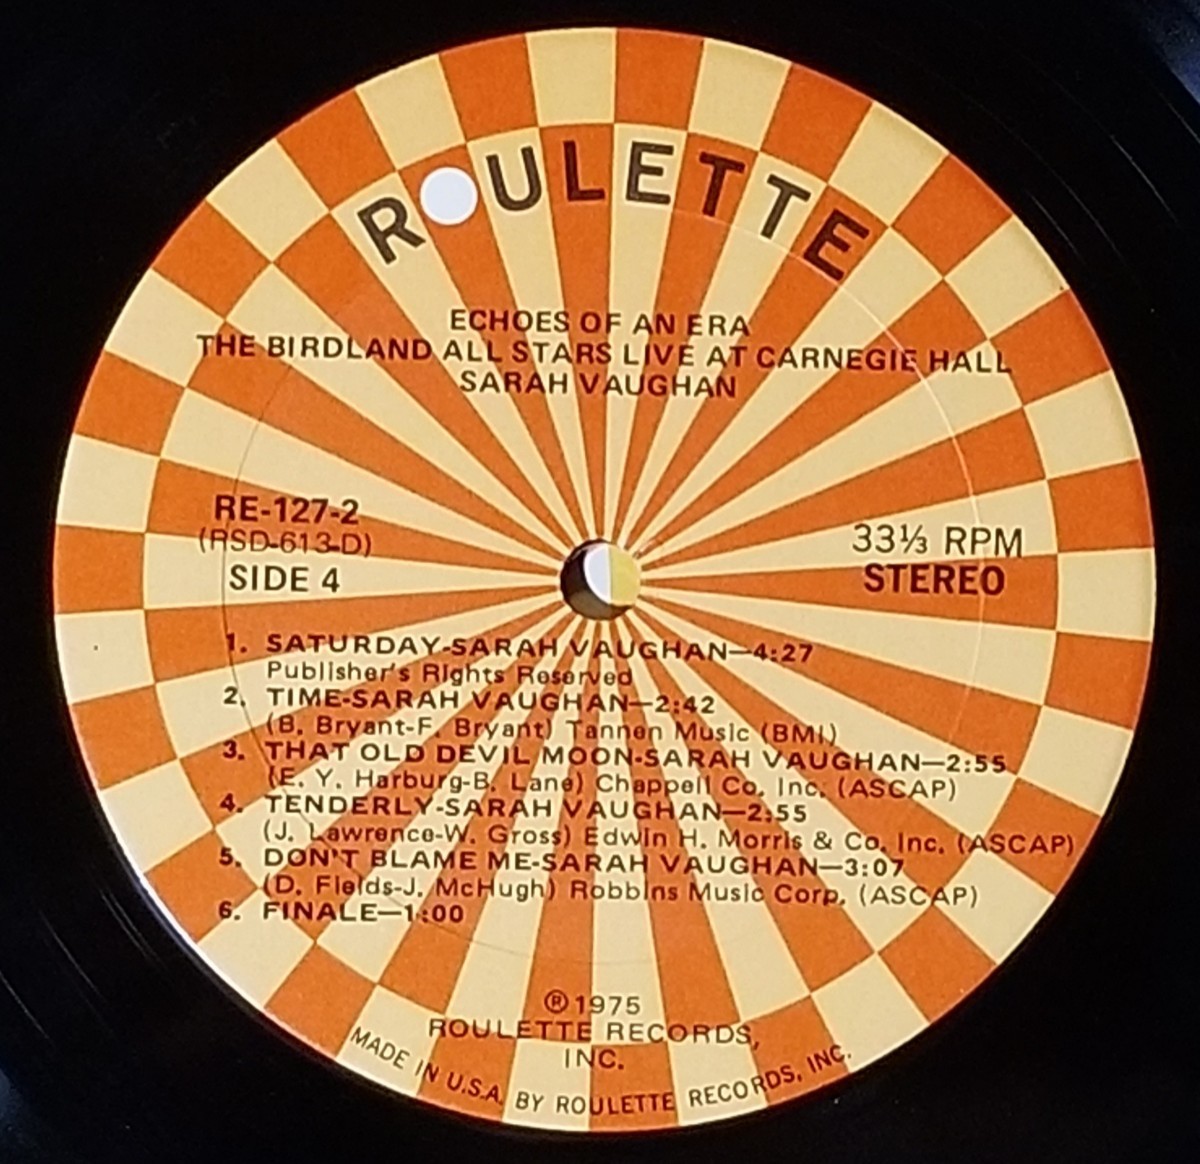 ROULETTE
ECHOES OF AN ERA
THE BIRDLAND ALL STARS LIVE AT CARNEGIE HALL
SARAH VAUGHAN
RE-127-2
(RSD-613-D)
SIDE 4
33⅓ RPM
STEREO
1. SATURDAY-SARAH VAUGHAN—4:27
Publisher's Rights Reserved
2. TIME-SARAH VAUGHAN—2:42
(B. Bryant-F. Bryant) Tannen Music (BMI)
3. THAT OLD DEVIL MOON-SARAH VAUGHAN—2:55
(E. Y. Harburg-B. Lane) Chappell Co. Inc. (ASCAP)
4. TENDERLY-SARAH VAUGHAN—2:55
(J. Lawrence-W. Gross) Edwin H. Morris & Co. Inc. (ASCAP)
5. DON'T BLAME ME-SARAH VAUGHAN—3:07
(D. Fields-J. McHugh) Robbins Music Corp. (ASCAP)
6. FINALE—1:00
®1975
ROULETTE RECORDS,
INC.
MADE IN U.S.A. BY ROULETTE RECORDS, INC.